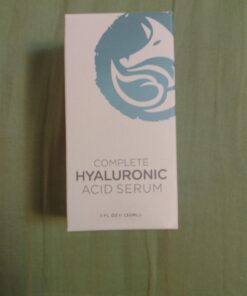 COMPLETE
HYALURONIC
ACID SERUM